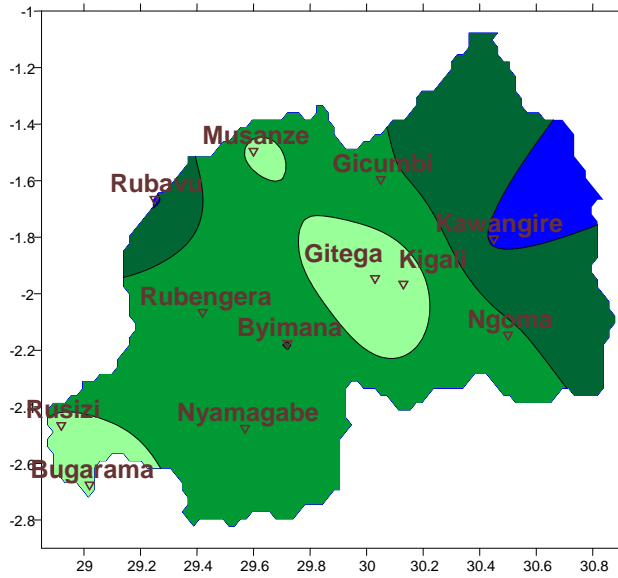 -1
-1.2
-1.4
Musanze
Gicumbi
-1.6
Rubavu
-1.8
Kawangire
Gitega
Kigali
-2
Rubengera
Ngoma
Byimana
-2.2
-2.4
Rusizi
Nyamagabe
-2.6
Bugarama
-2.8
29 29.2 29.4 29.6 29.8 30 30.2 30.4 30.6 30.8